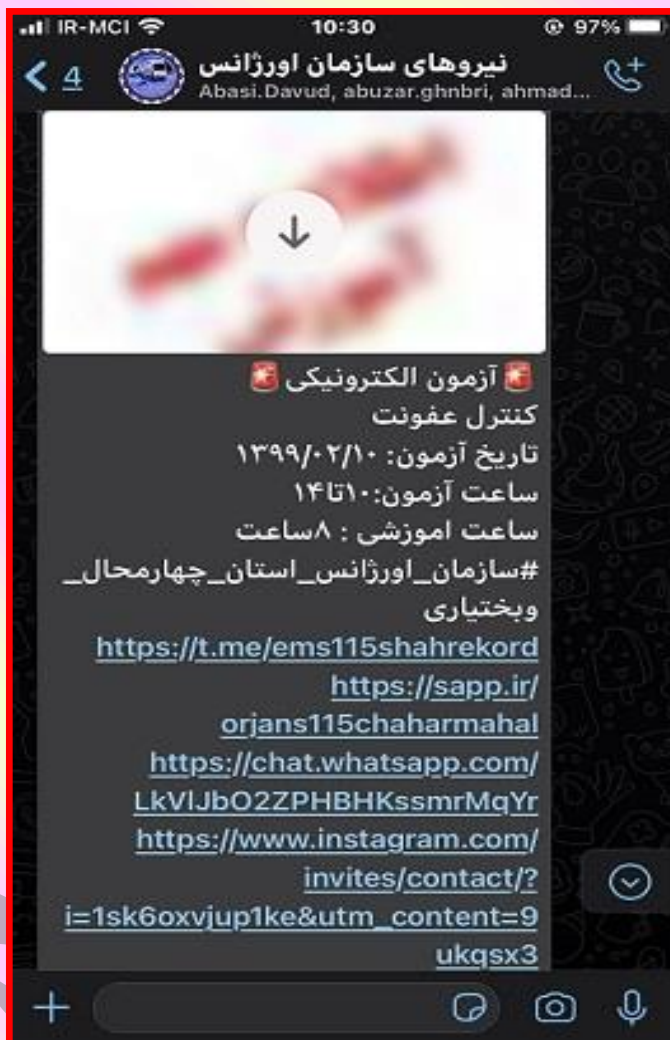 IR-MCI 10:30 97%
4 نیروهای سازمان اورژانس
Abasi.Davud, abuzar.ghnbri, ahmad...
🚨 آزمون الکترونیکی 🚨
کنترل عفونت
تاریخ آزمون: ۱۳۹۹/۰۲/۱۰
ساعت آزمون:۱۰تا۱۴
ساعت اموزشی : ۸ساعت
#سازمان_اورژانس_استان_چهارمحال_
وبختیاری
https://t.me/ems115shahrekord
https://sapp.ir/
orjans115chaharmahal
https://chat.whatsapp.com/
LkVlJbO2ZPHBHKssmrMqYr
https://www.instagram.com/
invites/contact/?
i=1sk6oxvjup1ke&utm_content=9
ukqsx3